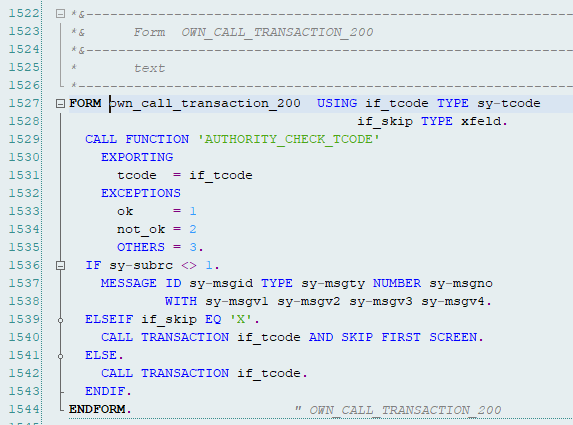 1522 *&---------------------------------------------------------------------
1523 *&      Form  OWN_CALL_TRANSACTION_200
1524 *&---------------------------------------------------------------------
1525 *       text
1526 *----------------------------------------------------------------------
1527 FORM own_call_transaction_200  USING if_tcode TYPE sy-tcode
1528                                     if_skip TYPE xfeld.
1529   CALL FUNCTION 'AUTHORITY_CHECK_TCODE'
1530     EXPORTING
1531       tcode  = if_tcode
1532     EXCEPTIONS
1533       ok     = 1
1534       not_ok = 2
1535       OTHERS = 3.
1536   IF sy-subrc <> 1.
1537     MESSAGE ID sy-msgid TYPE sy-msgty NUMBER sy-msgno
1538             WITH sy-msgv1 sy-msgv2 sy-msgv3 sy-msgv4.
1539   ELSEIF if_skip EQ 'X'.
1540     CALL TRANSACTION if_tcode AND SKIP FIRST SCREEN.
1541   ELSE.
1542     CALL TRANSACTION if_tcode.
1543   ENDIF.
1544 ENDFORM.                    " OWN_CALL_TRANSACTION_200